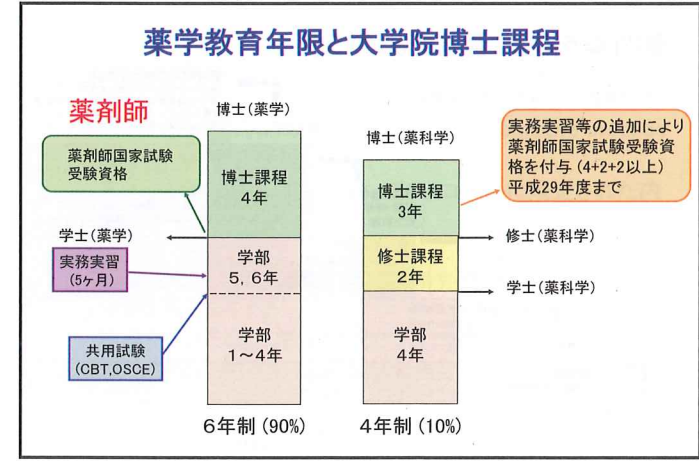 薬学教育年限と大学院博士課程
薬剤師
博士(薬学)
薬剤師国家試験
受験資格
博士課程
4年
学士(薬学)
実務実習
(5ヶ月)
学部
5, 6年
共用試験
(CBT,OSCE)
学部
1～4年
6年制 (90%)
博士(薬科学)
実務実習等の追加により
薬剤師国家試験受験資
格を付与 (4+2+2以上)
平成29年度まで
博士課程
3年
修士(薬科学)
修士課程
2年
学士(薬科学)
学部
4年
4年制 (10%)